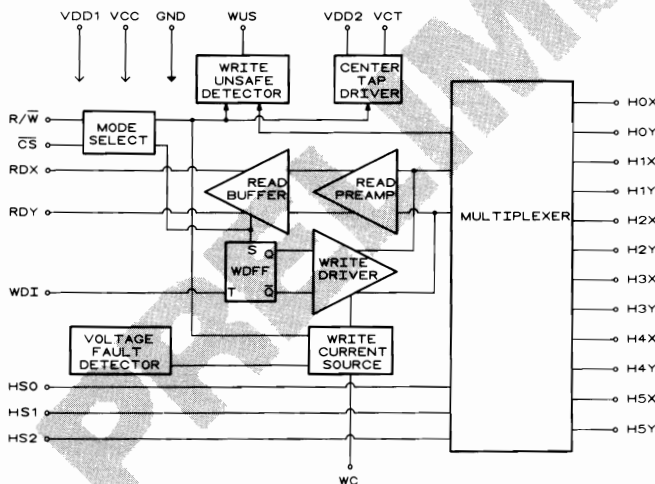 VDD1 VCC GND WUS VDD2 VCT
WRITE
UNSAFE
DETECTOR
CENTER
TAP
DRIVER
R/W̅
C̅S̅
MODE
SELECT
RDX
RDY
READ
BUFFER
READ
PREAMP
MULTIPLEXER
S
Q
WDFF
T
Q̅
WRITE
DRIVER
WDI
VOLTAGE
FAULT
DETECTOR
WRITE
CURRENT
SOURCE
HS0
HS1
HS2
WC
H0X
H0Y
H1X
H1Y
H2X
H2Y
H3X
H3Y
H4X
H4Y
H5X
H5Y
PRELIM